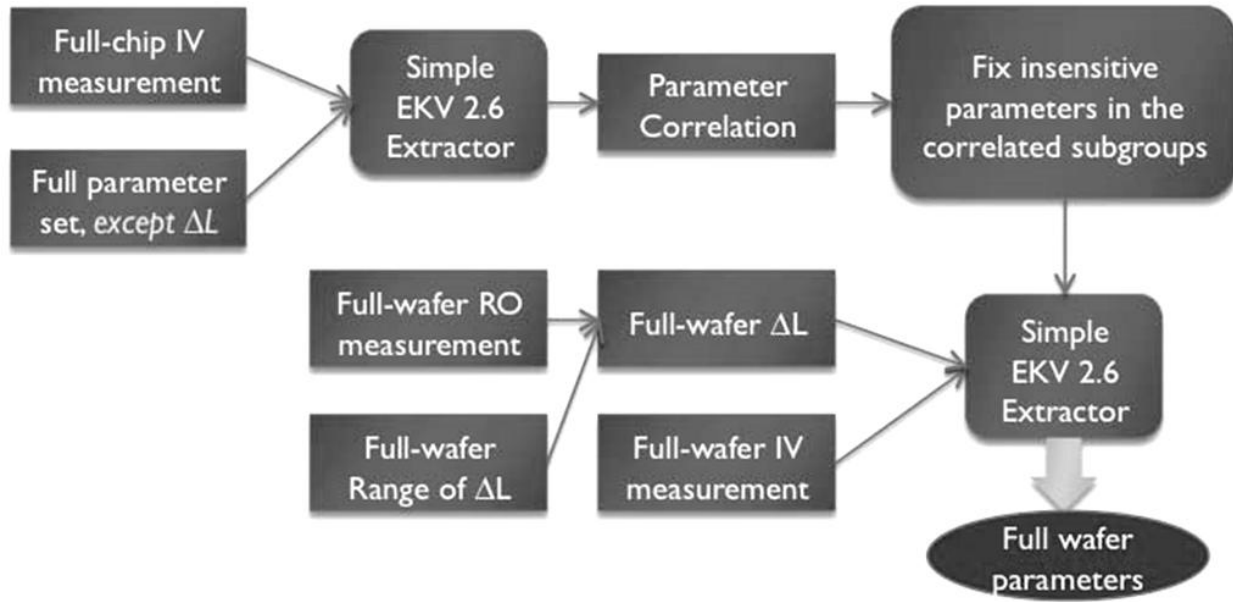 Full-chip IV
measurement
Full parameter
set, except ΔL
Simple
EKV 2.6
Extractor
Parameter
Correlation
Fix insensitive
parameters in the
correlated subgroups
Full-wafer RO
measurement
Full-wafer
Range of ΔL
Full-wafer ΔL
Full-wafer IV
measurement
Simple
EKV 2.6
Extractor
Full wafer
parameters